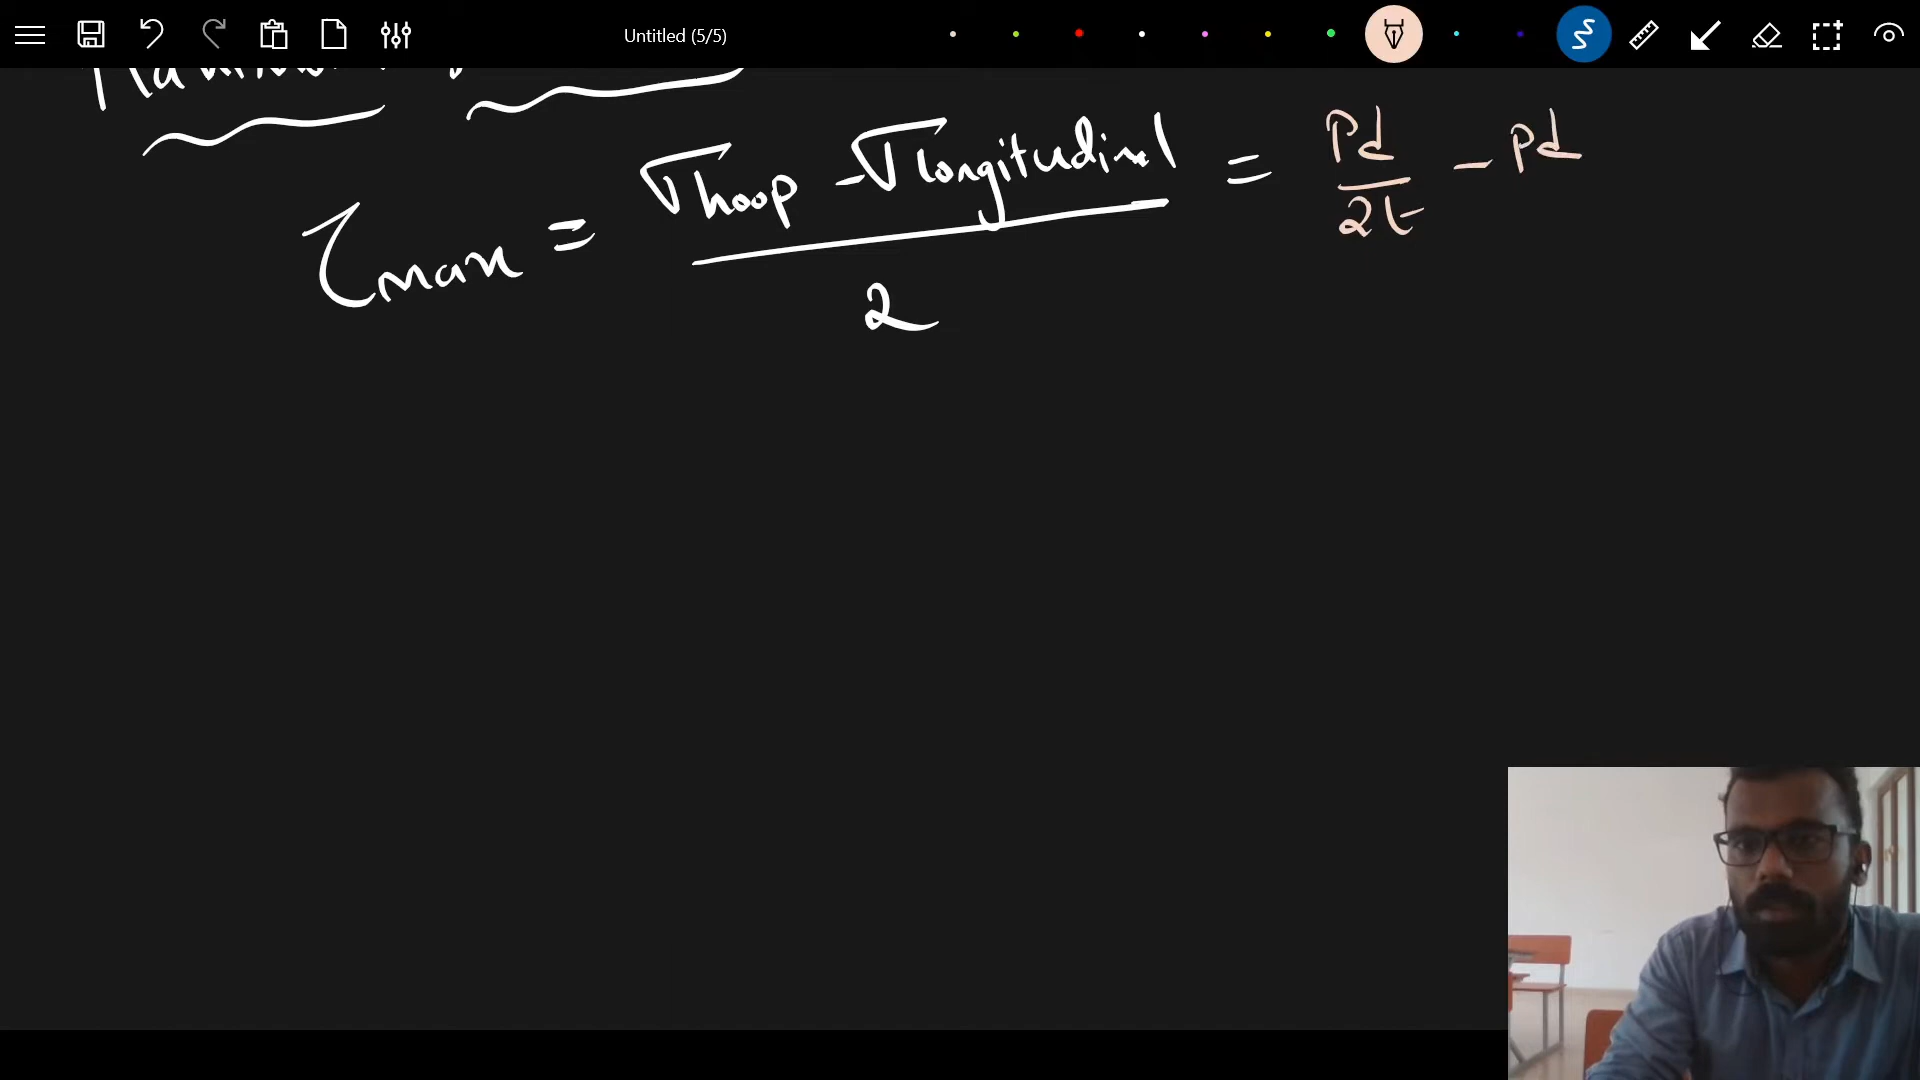 Untitled (5/5)
τmax = σhoop - σlongitudinal / 2 = Pd / 2t - Pd